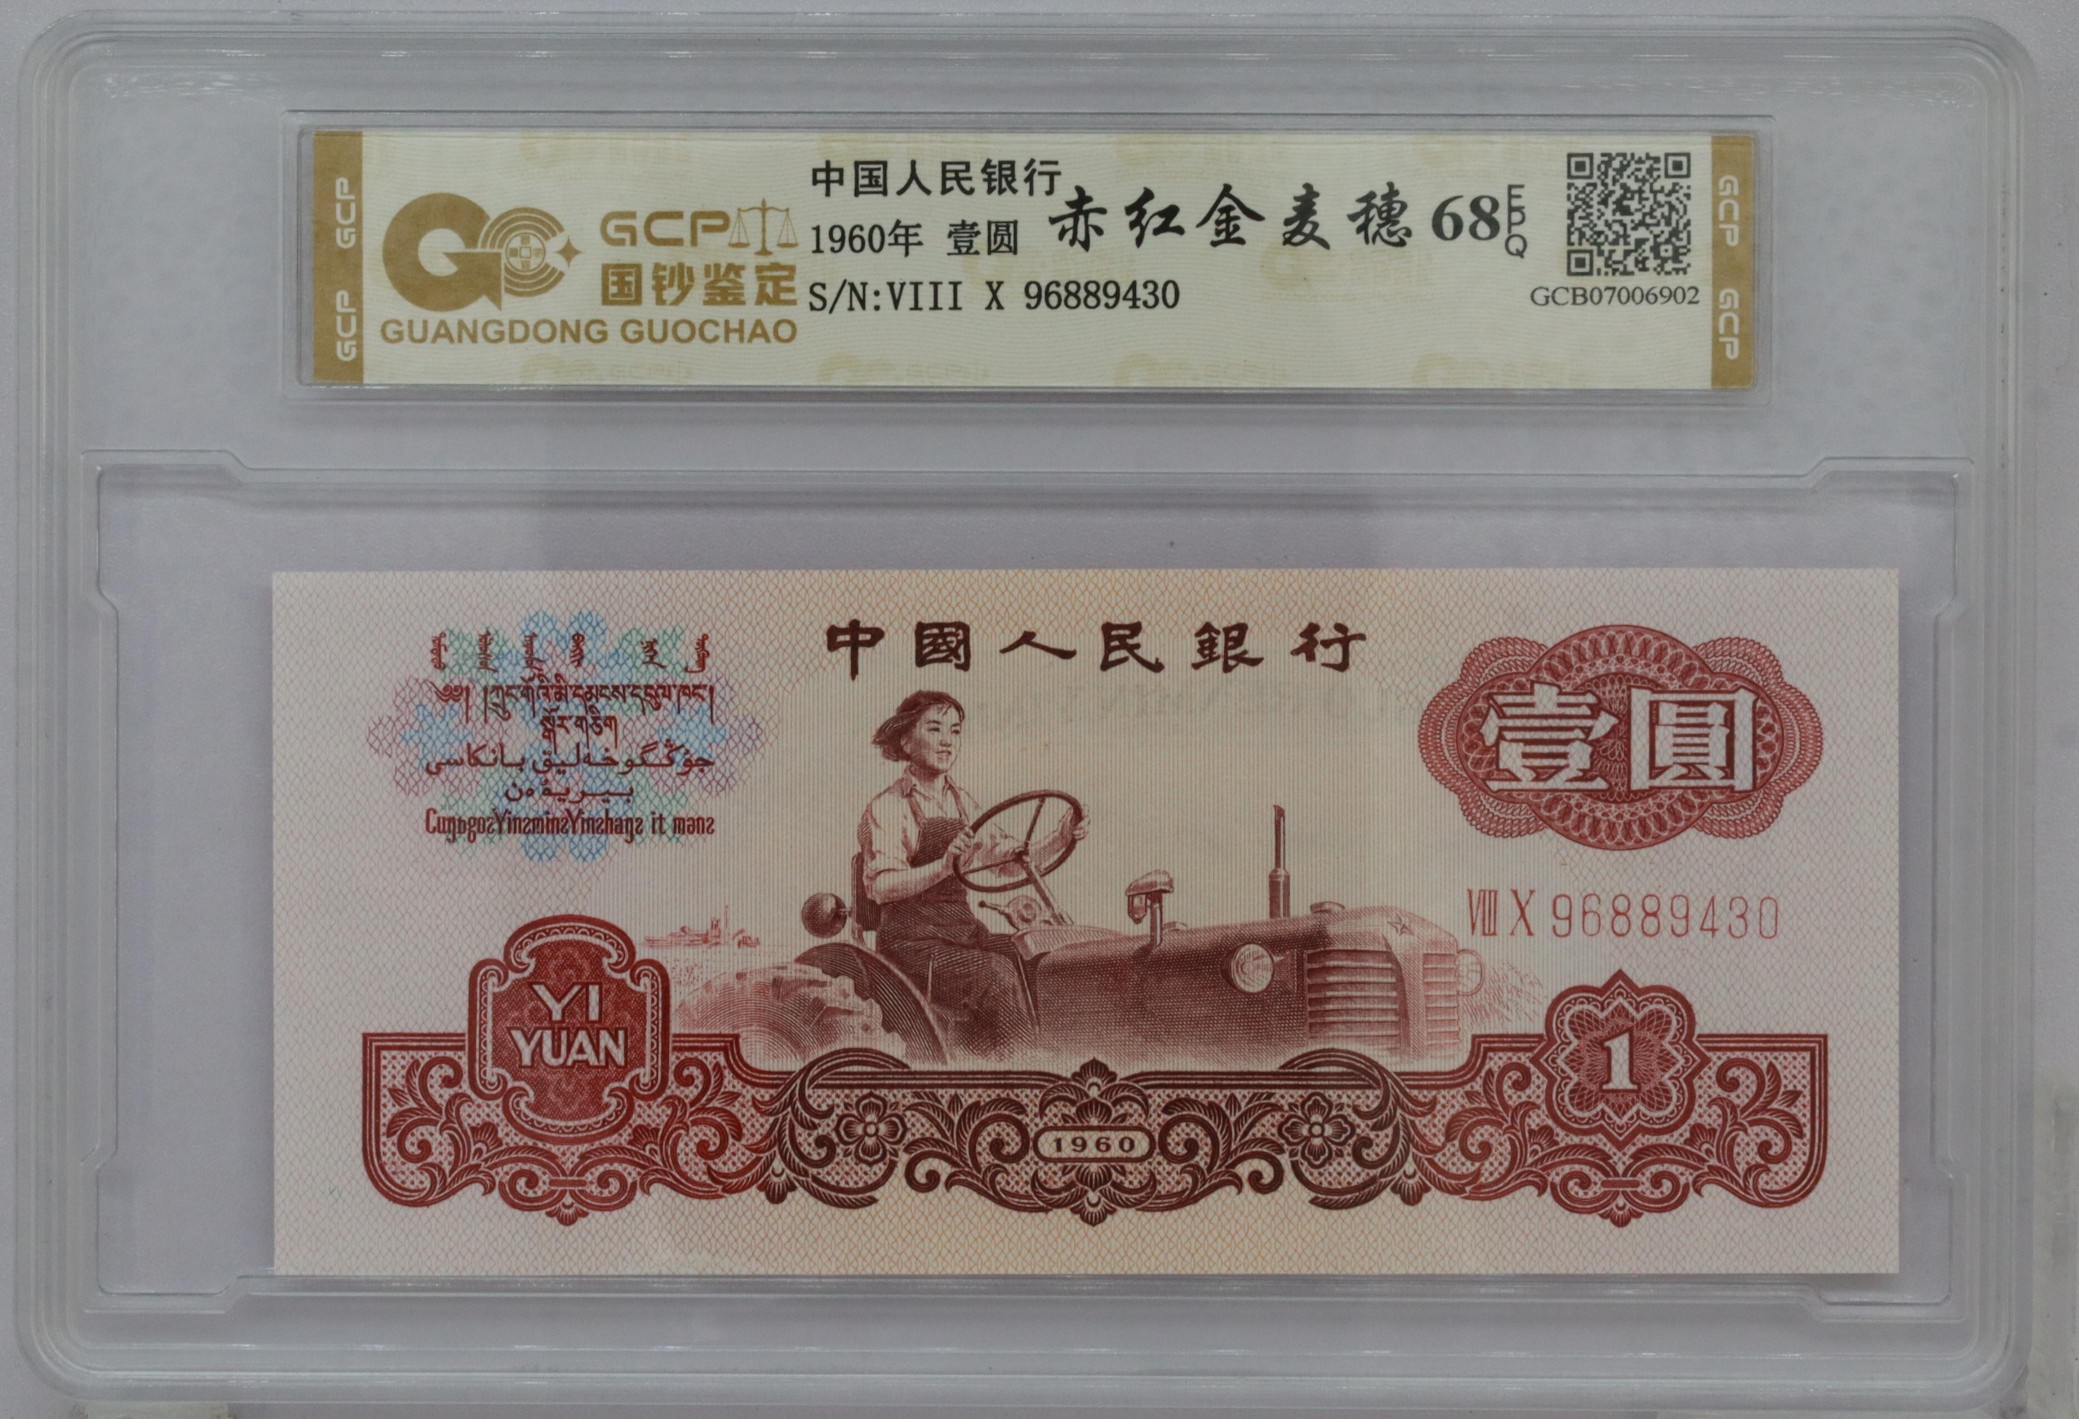 GCP
GCP
GCP
国钞鉴定
GUANGDONG GUOCHAO
中国人民银行
1960年 壹圆
S/N:VIII X 96889430
赤红金麦穗 68 EPQ
GCB07006902
GCP
GCP
中國人民銀行
壹圓
VIII X 96889430
YI
YUAN
1960
1